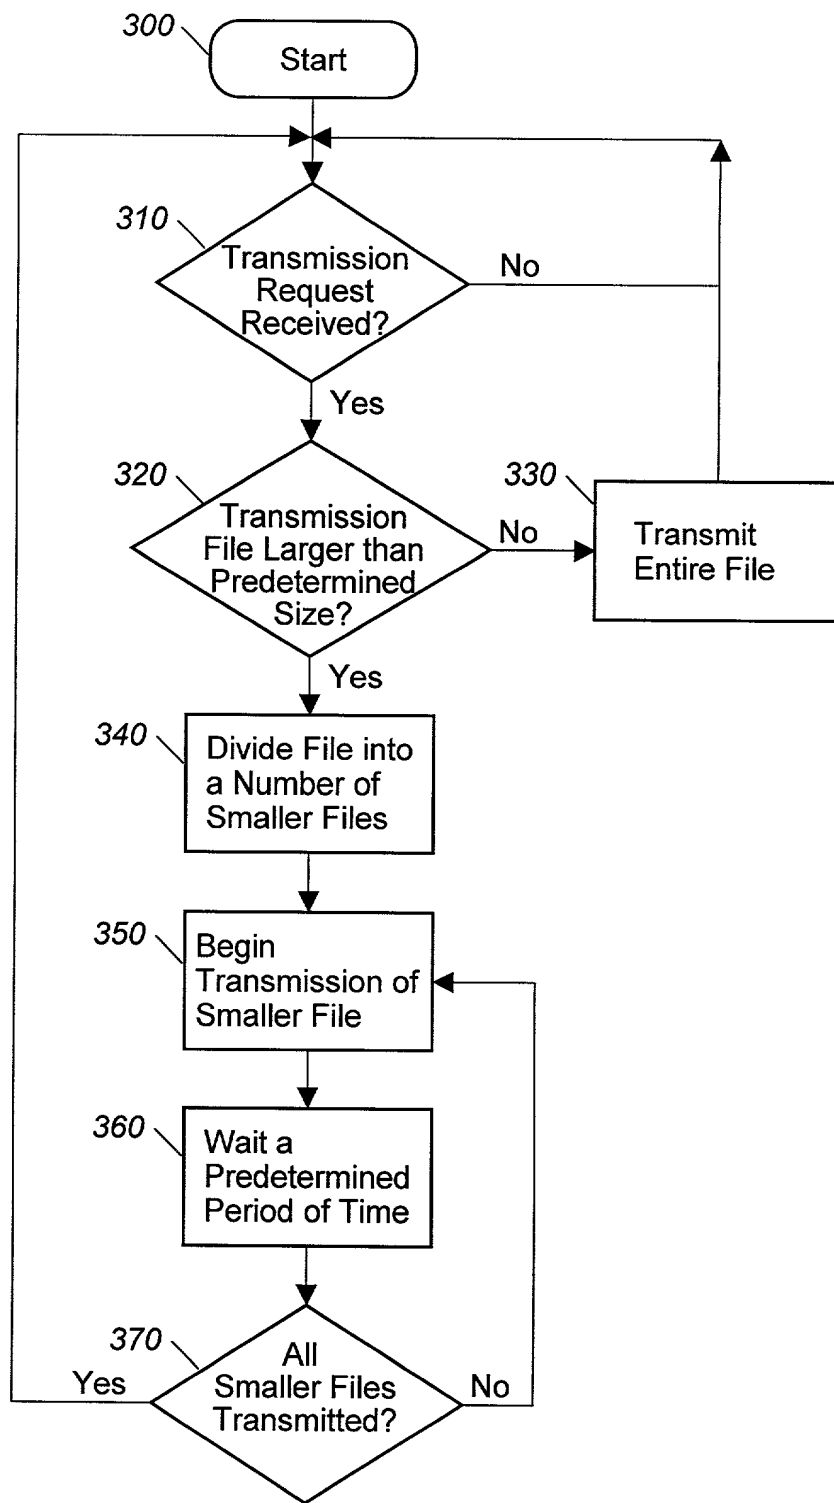 300
Start
310
Transmission
Request
Received?
No
Yes
320
Transmission
File Larger than
Predetermined
Size?
No
330
Transmit
Entire File
Yes
340
Divide File into
a Number of
Smaller Files
350
Begin
Transmission of
Smaller File
360
Wait a
Predetermined
Period of Time
370
All
Smaller Files
Transmitted?
Yes
No